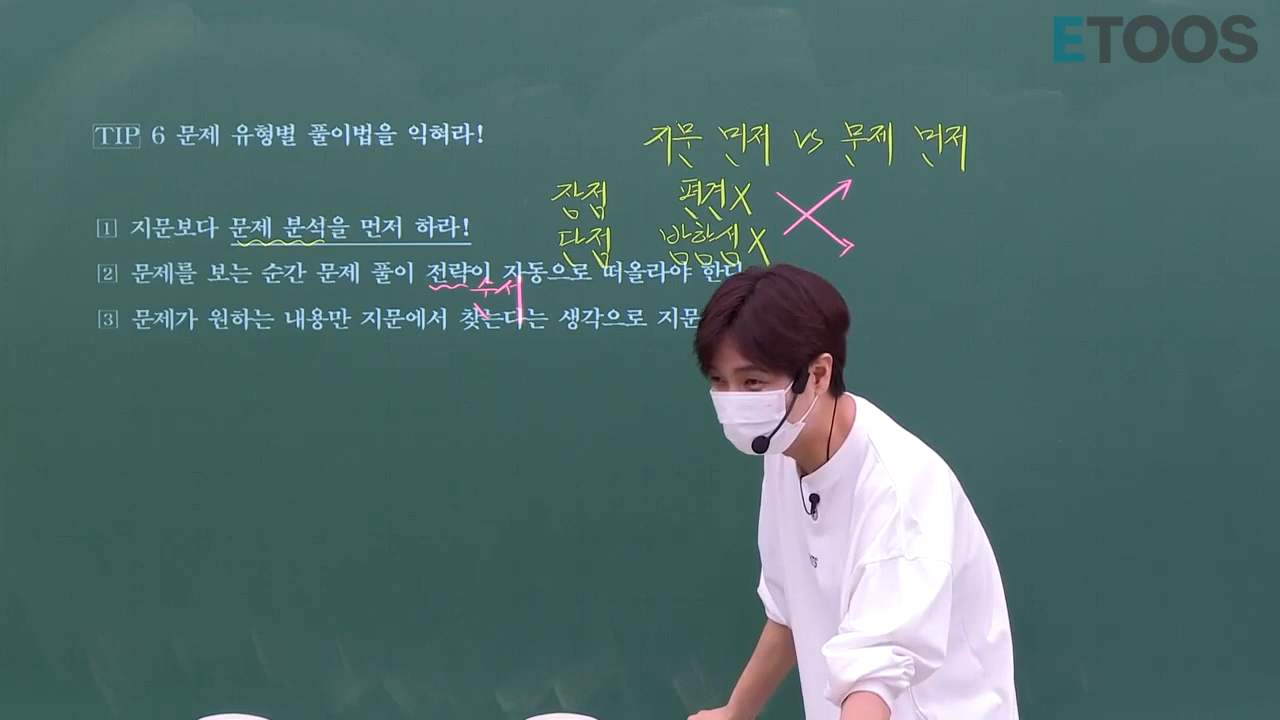 ETOOS
TIP 6 문제 유형별 풀이법을 익혀라!
지문 먼저 vs 문제 먼저
장점 편견X
단점 방향성X
1 지문보다 문제 분석을 먼저 하라!
2 문제를 보는 순간 문제 풀이 전략이 자동으로 떠올라야 한다
순서
3 문제가 원하는 내용만 지문에서 찾는다는 생각으로 지문